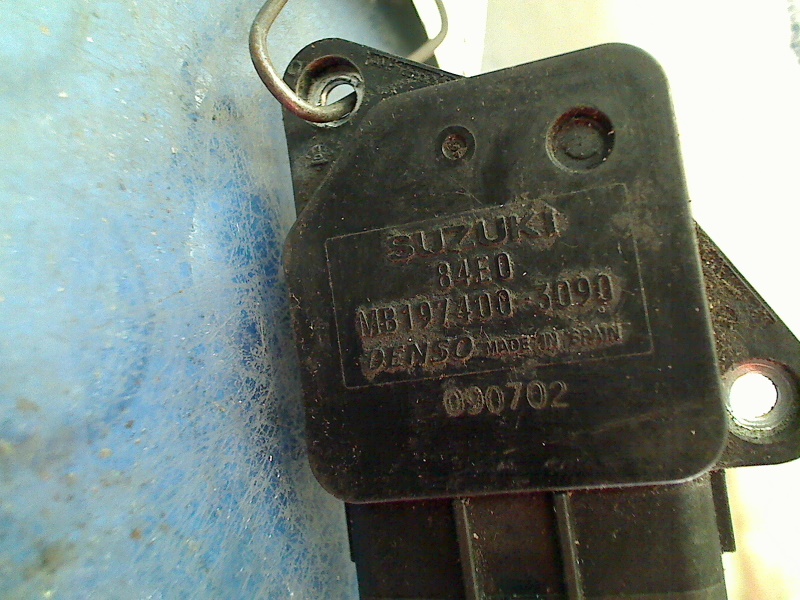 SUZUKI
84E0
MB197400-3090
DENSO MADE IN SPAIN
090702